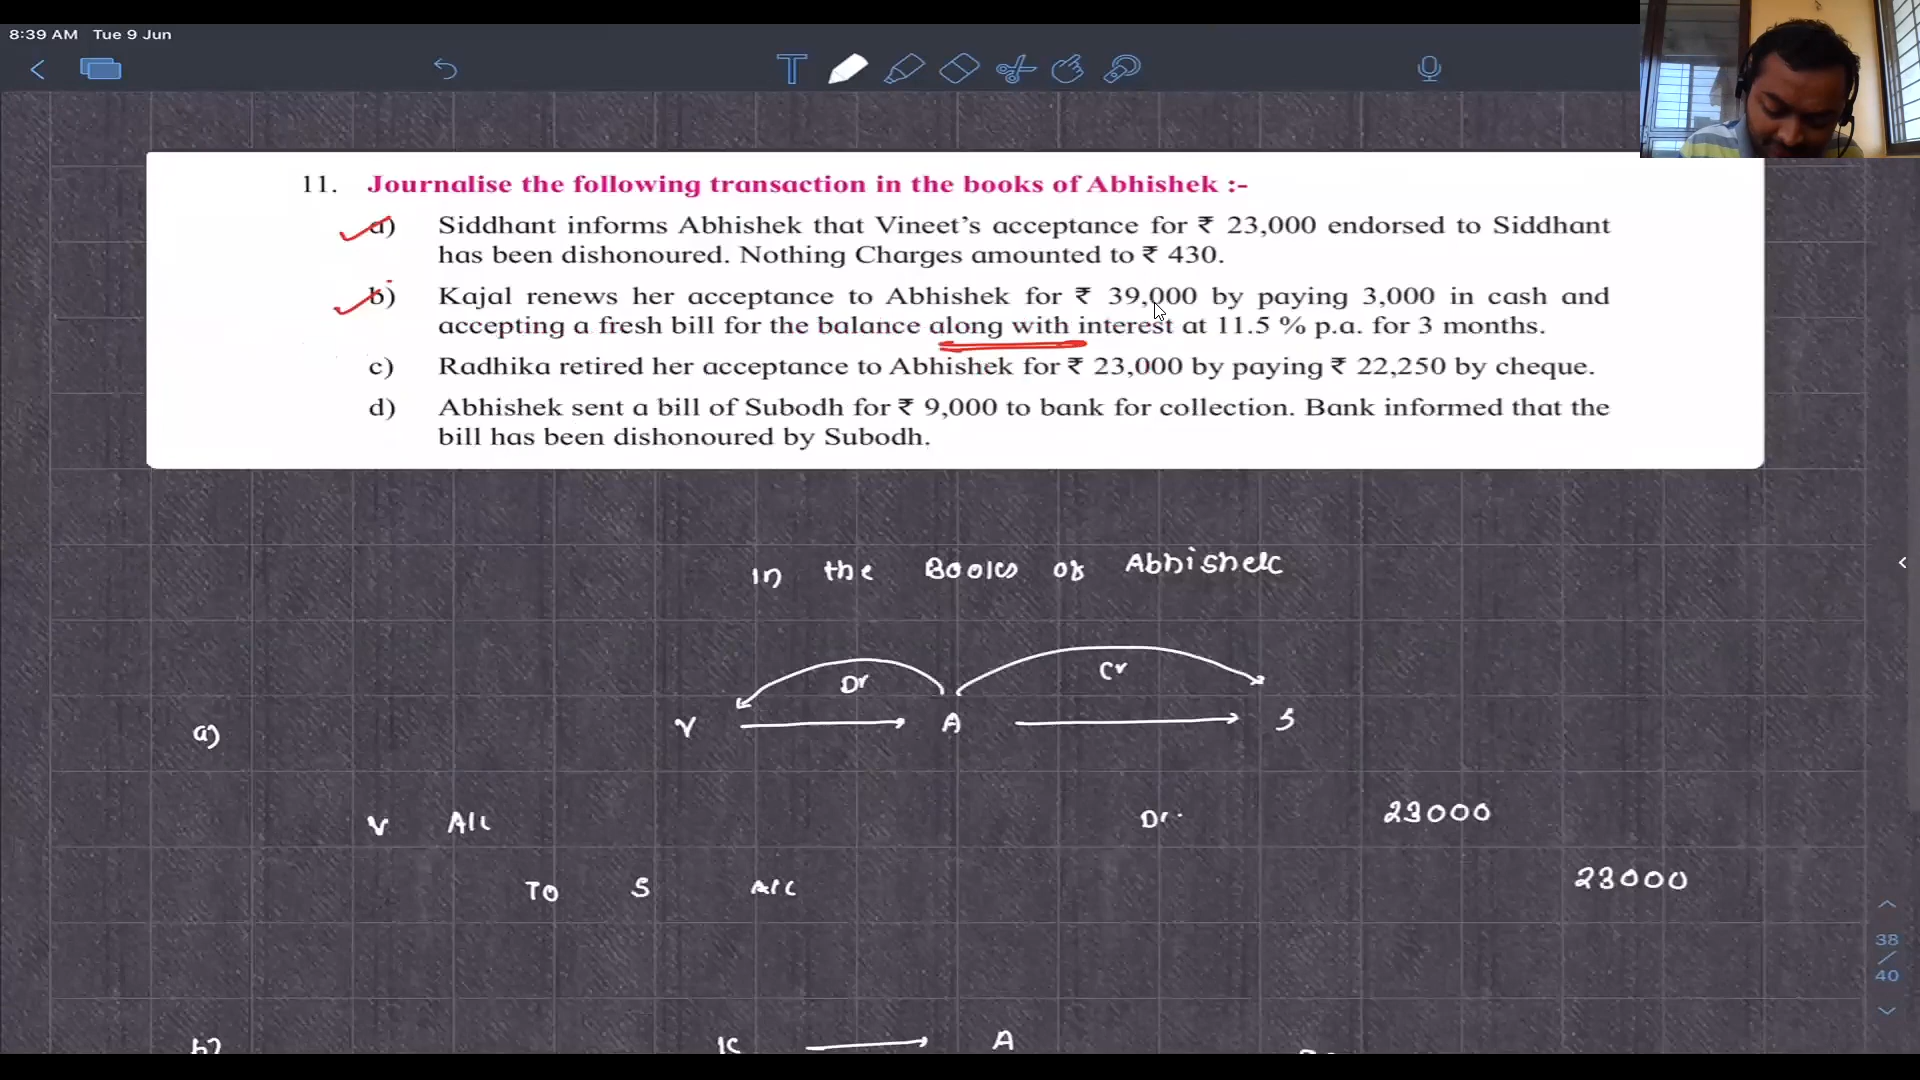 8:39 AM Tue 9 Jun
11. Journalise the following transaction in the books of Abhishek :-
a) Siddhant informs Abhishek that Vineet's acceptance for ₹ 23,000 endorsed to Siddhant
has been dishonoured. Nothing Charges amounted to ₹ 430.
b) Kajal renews her acceptance to Abhishek for ₹ 39,000 by paying 3,000 in cash and
accepting a fresh bill for the balance along with interest at 11.5 % p.a. for 3 months.
c) Radhika retired her acceptance to Abhishek for ₹ 23,000 by paying ₹ 22,250 by cheque.
d) Abhishek sent a bill of Subodh for ₹ 9,000 to bank for collection. Bank informed that the
bill has been dishonoured by Subodh.
In the Books of Abhishek
Dr Cr
a) V A S
V A/C Dr. 23000
TO S A/C 23000
38
/
40
b) K A